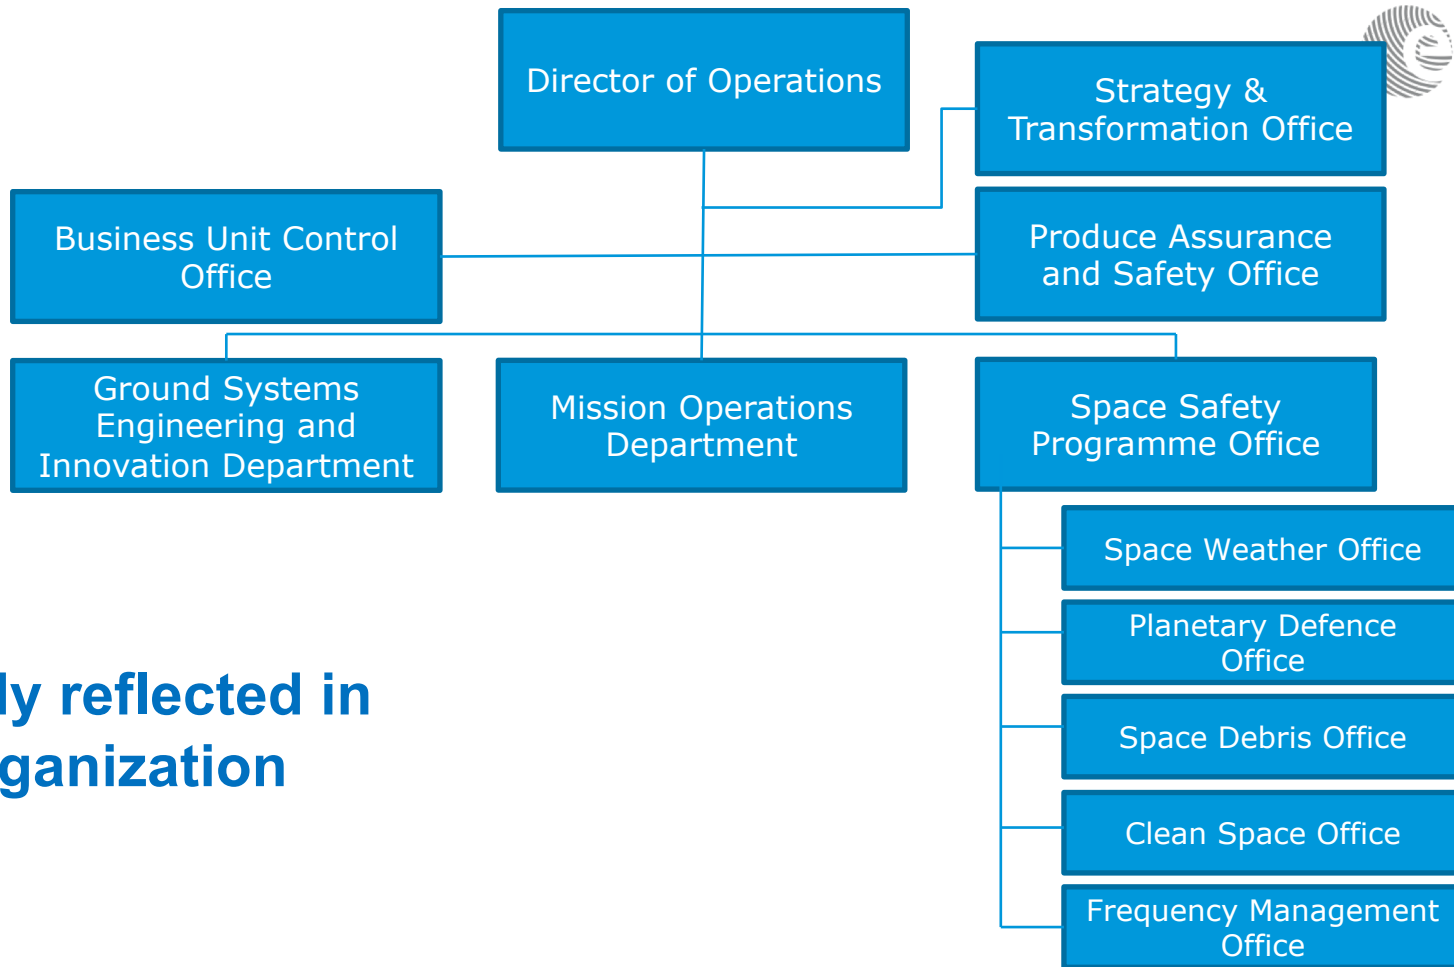 Director of Operations
Strategy &
Transformation Office
Business Unit Control
Office
Produce Assurance
and Safety Office
Ground Systems
Engineering and
Innovation Department
Mission Operations
Department
Space Safety
Programme Office
Space Weather Office
Planetary Defence
Office
Space Debris Office
Clean Space Office
Frequency Management
Office
ly reflected in
ganization